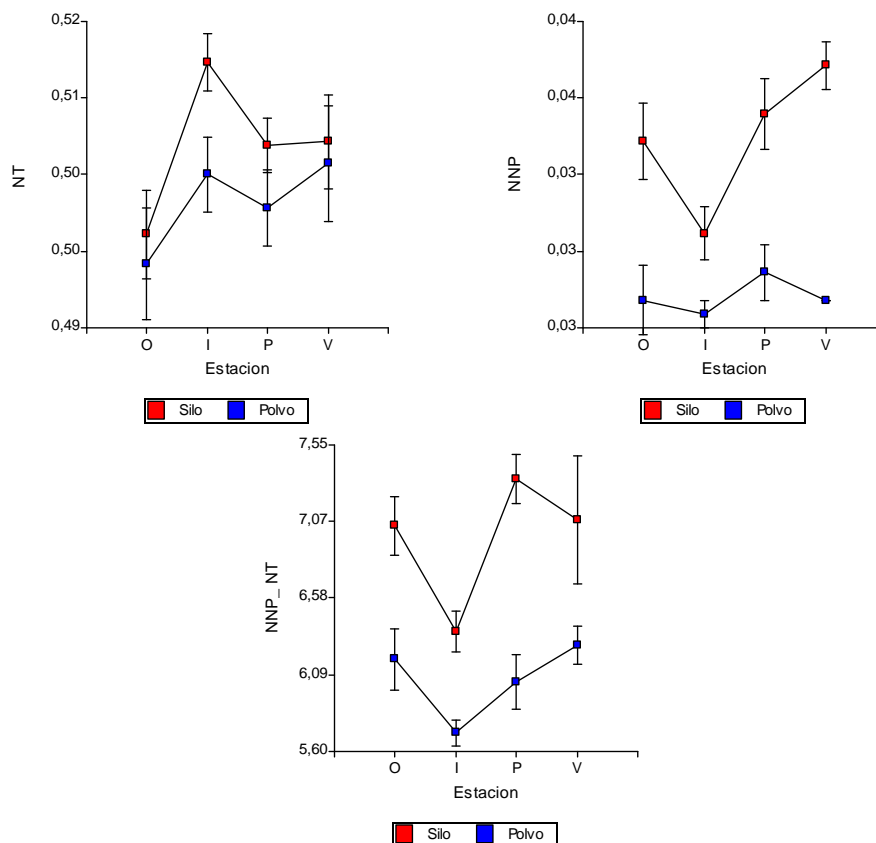 0,52
0,51
0,50
0,50
0,49
NT
O I P V
Estacion
Silo Polvo
0,04
0,04
0,03
0,03
0,03
NNP
O I P V
Estacion
Silo Polvo
7,55
7,07
6,58
6,09
5,60
NNP_ NT
O I P V
Estacion
Silo Polvo